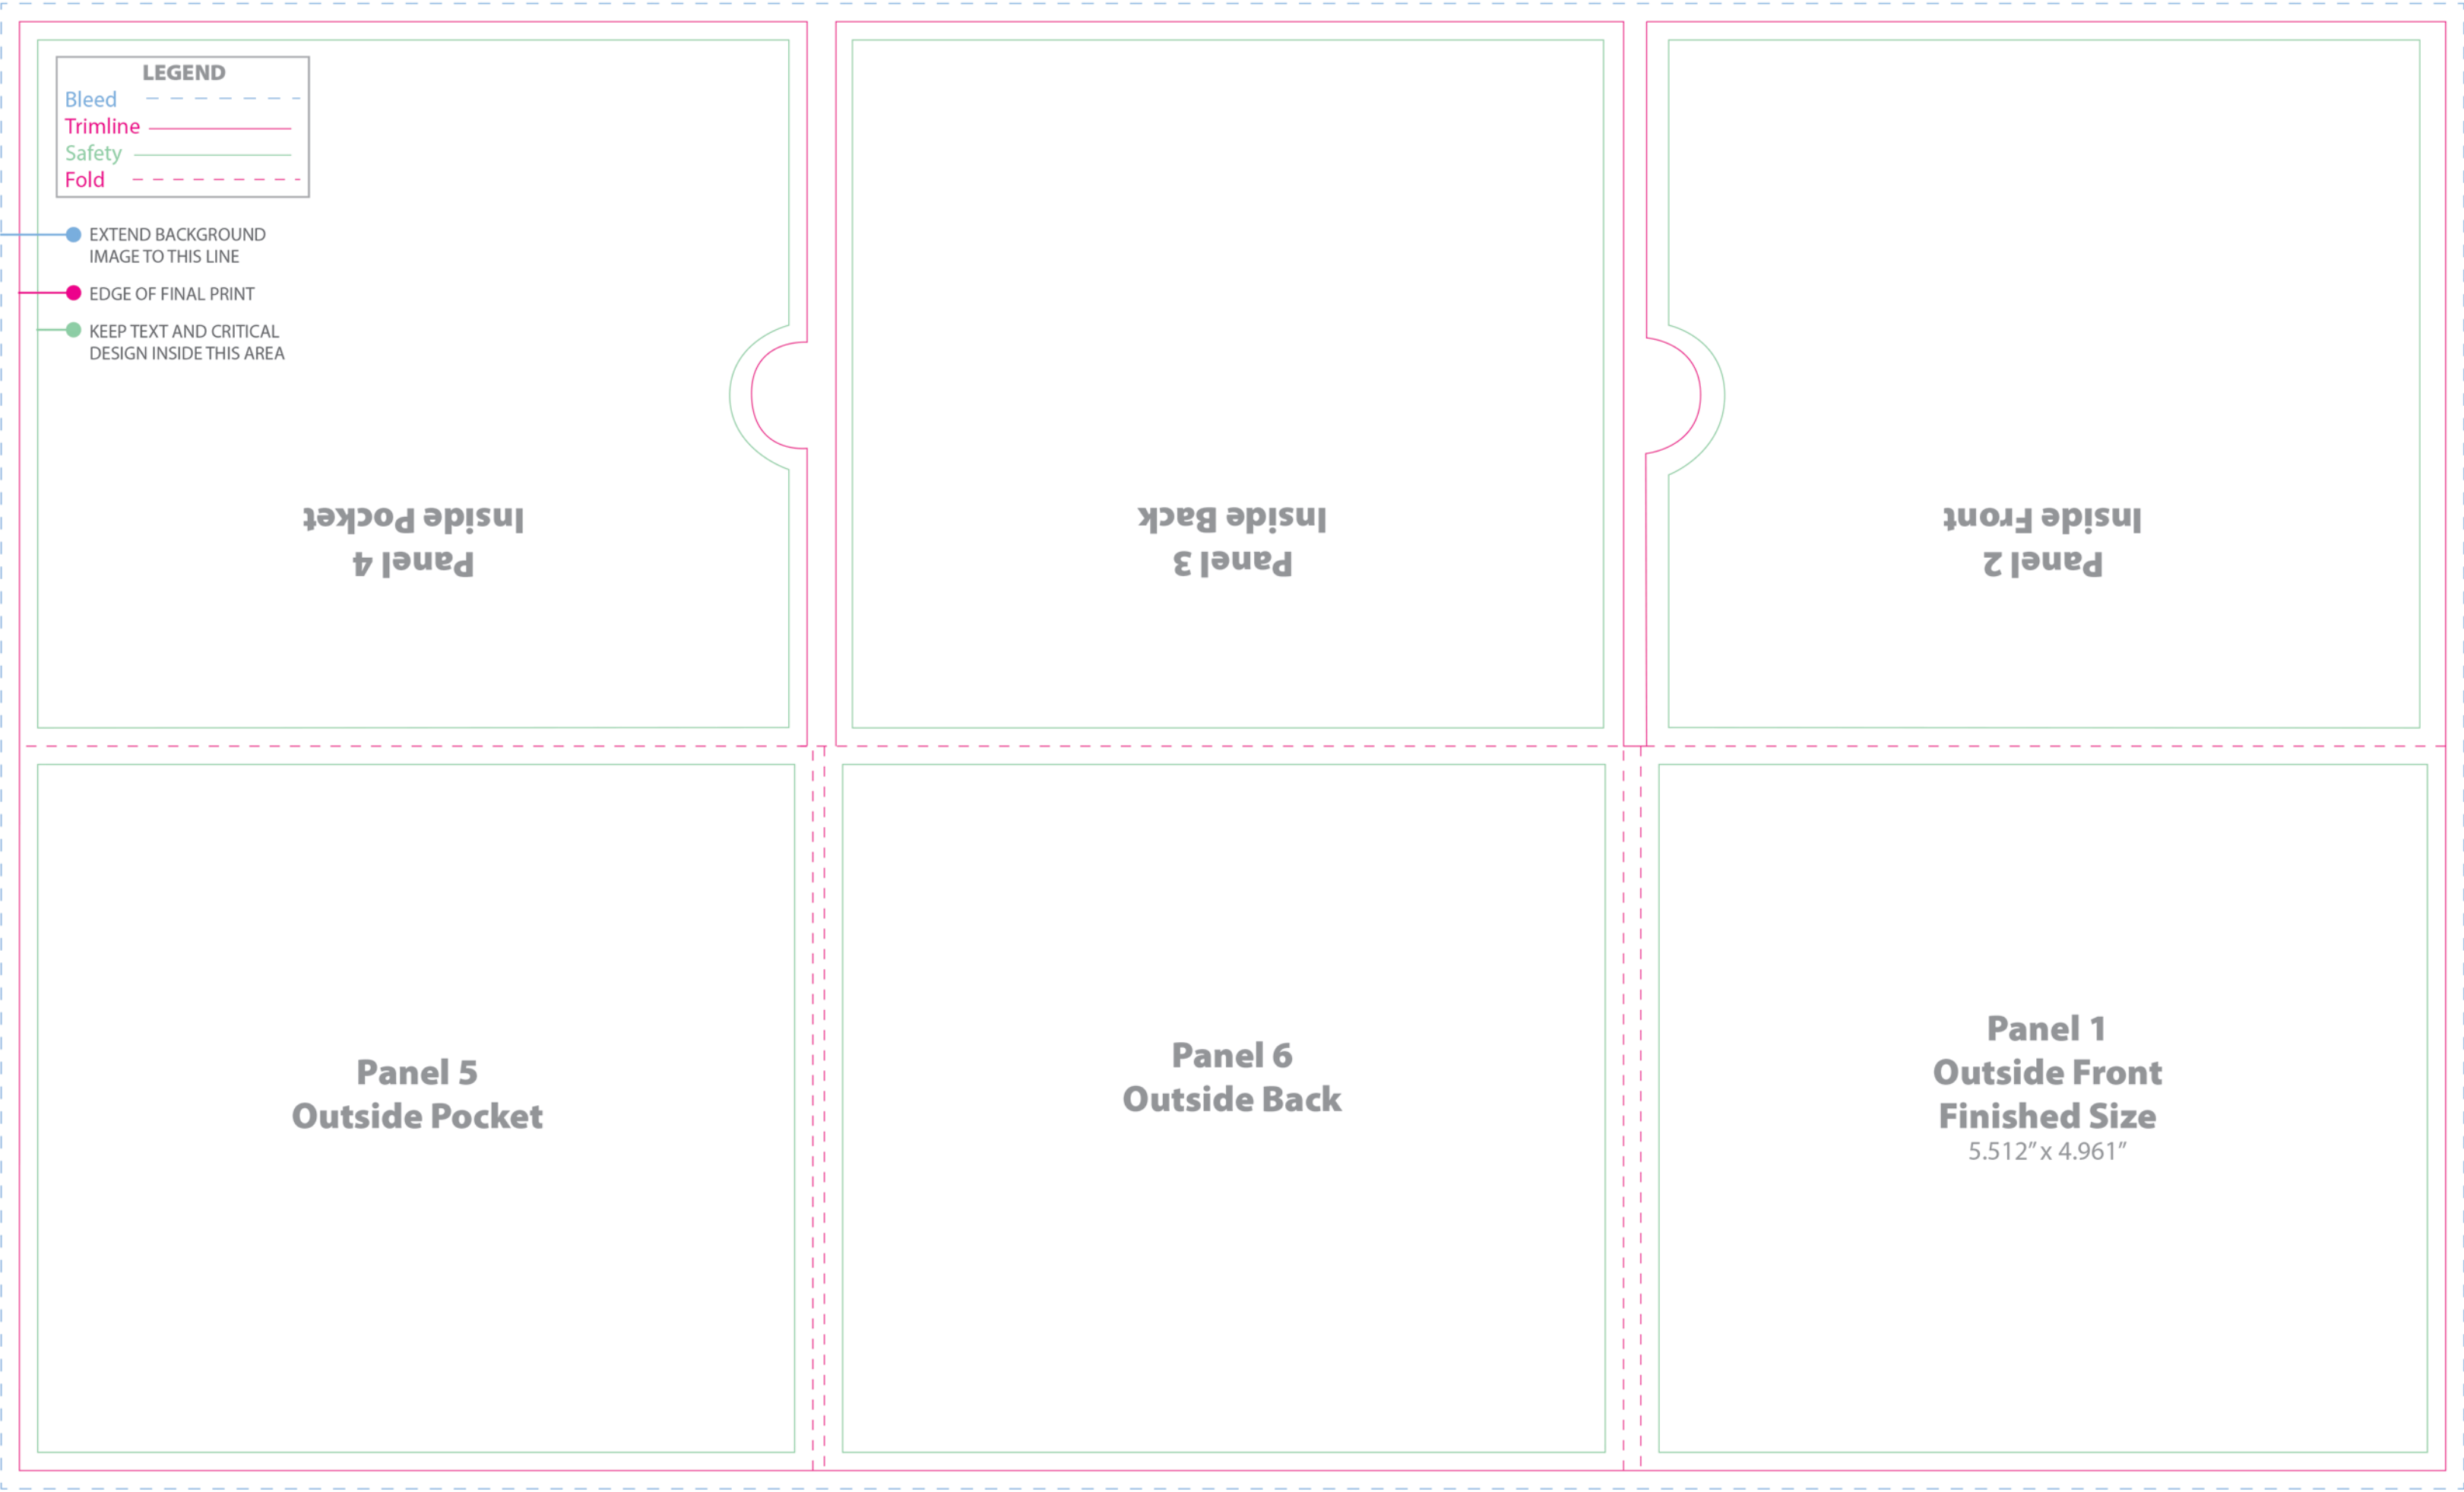 LEGEND
Bleed
Trimline
Safety
Fold
EXTEND BACKGROUND
IMAGE TO THIS LINE
EDGE OF FINAL PRINT
KEEP TEXT AND CRITICAL
DESIGN INSIDE THIS AREA
Panel 4
Inside Pocket
Panel 3
Inside Back
Panel 2
Inside Front
Panel 5
Outside Pocket
Panel 6
Outside Back
Panel 1
Outside Front
Finished Size
5.512” x 4.961”